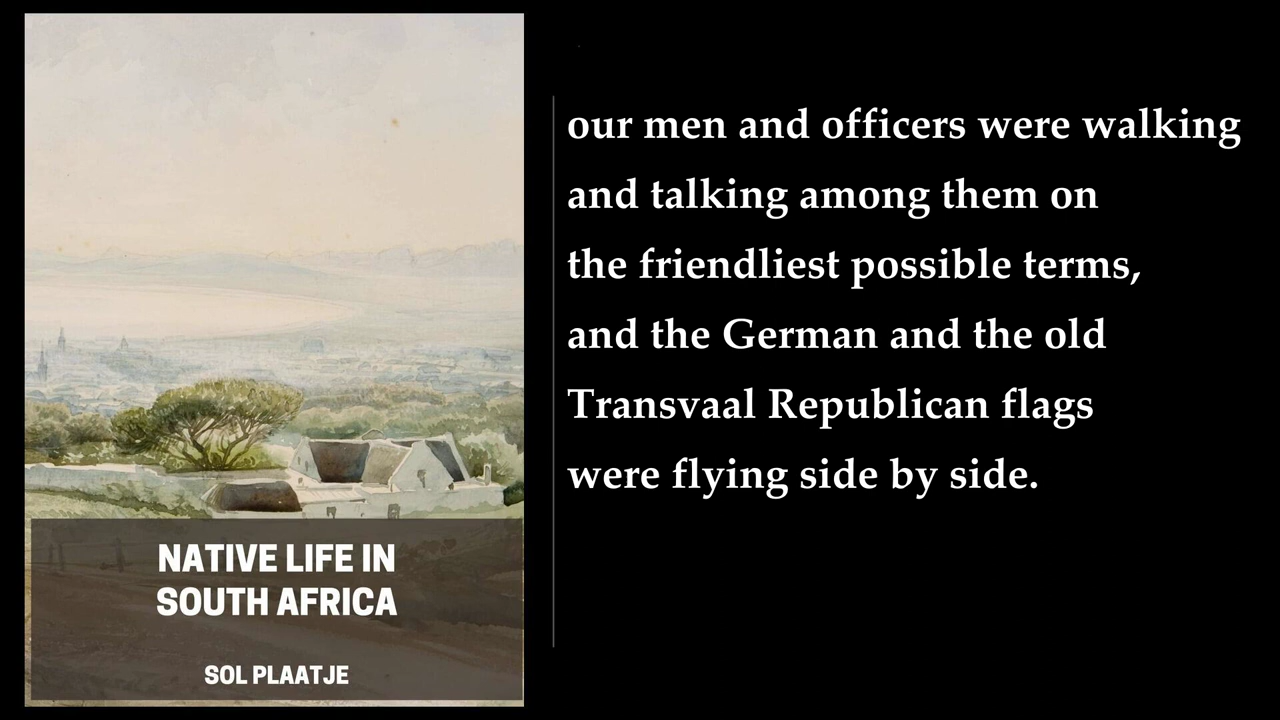 NATIVE LIFE IN
SOUTH AFRICA
SOL PLAATJE
our men and officers were walking
and talking among them on
the friendliest possible terms,
and the German and the old
Transvaal Republican flags
were flying side by side.